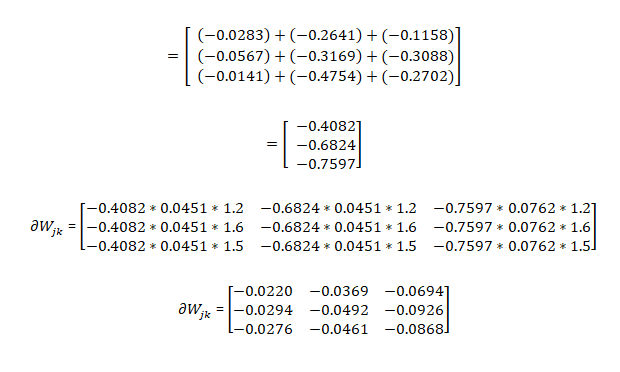 = [ (−0.0283) + (−0.2641) + (−0.1158) ]
[ (−0.0567) + (−0.3169) + (−0.3088) ]
[ (−0.0141) + (−0.4754) + (−0.2702) ]
= [ −0.4082 ]
[ −0.6824 ]
[ −0.7597 ]
∂W_jk = [ −0.4082 ∗ 0.0451 ∗ 1.2 −0.6824 ∗ 0.0451 ∗ 1.2 −0.7597 ∗ 0.0762 ∗ 1.2 ]
[ −0.4082 ∗ 0.0451 ∗ 1.6 −0.6824 ∗ 0.0451 ∗ 1.6 −0.7597 ∗ 0.0762 ∗ 1.6 ]
[ −0.4082 ∗ 0.0451 ∗ 1.5 −0.6824 ∗ 0.0451 ∗ 1.5 −0.7597 ∗ 0.0762 ∗ 1.5 ]
∂W_jk = [ −0.0220 −0.0369 −0.0694 ]
[ −0.0294 −0.0492 −0.0926 ]
[ −0.0276 −0.0461 −0.0868 ]